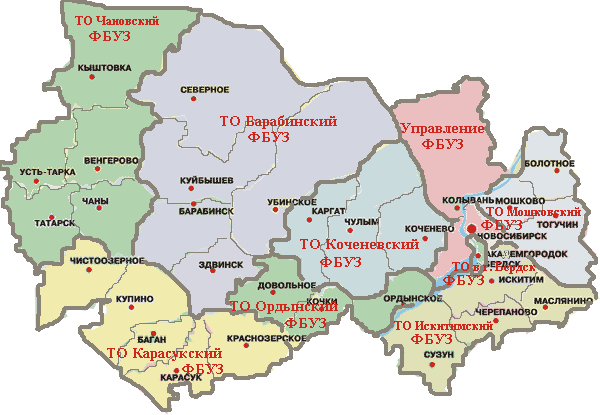 ТО Чановский
ФБУЗ
КЫШТОВКА
СЕВЕРНОЕ
ТО Барабинский
ФБУЗ
Управление
ФБУЗ
УСТЬ-ТАРКА
ВЕНГЕРОВО
БОЛОТНОЕ
КУЙБЫШЕВ
ЧАНЫ
ТАТАРСК
БАРАБИНСК
УБИНСКОЕ
КАРГАТ
ЧУЛЫМ
КОЧЕНЕВО
КОЛЫВАНЬ
МОШКОВО
ТО Мошковский
ФБУЗ
ТОГУЧИН
НОВОСИБИРСК
ТО Коченевский
ФБУЗ
ЧИСТООЗЕРНОЕ
ЗДВИНСК
АКАДЕМГОРОДОК
БЕРДСК
ТО в г. Бердск
ФБУЗ
ИСКИТИМ
ДОВОЛЬНОЕ
КОЧКИ
ТО Ордынский
ФБУЗ
ОРДЫНСКОЕ
МАСЛЯНИНО
КУПИНО
ЧЕРЕПАНОВО
ТО Искитимский
ФБУЗ
БАГАН
КРАСНОЗЕРСКОЕ
ТО Карасукский
ФБУЗ
КАРАСУК
СУЗУН